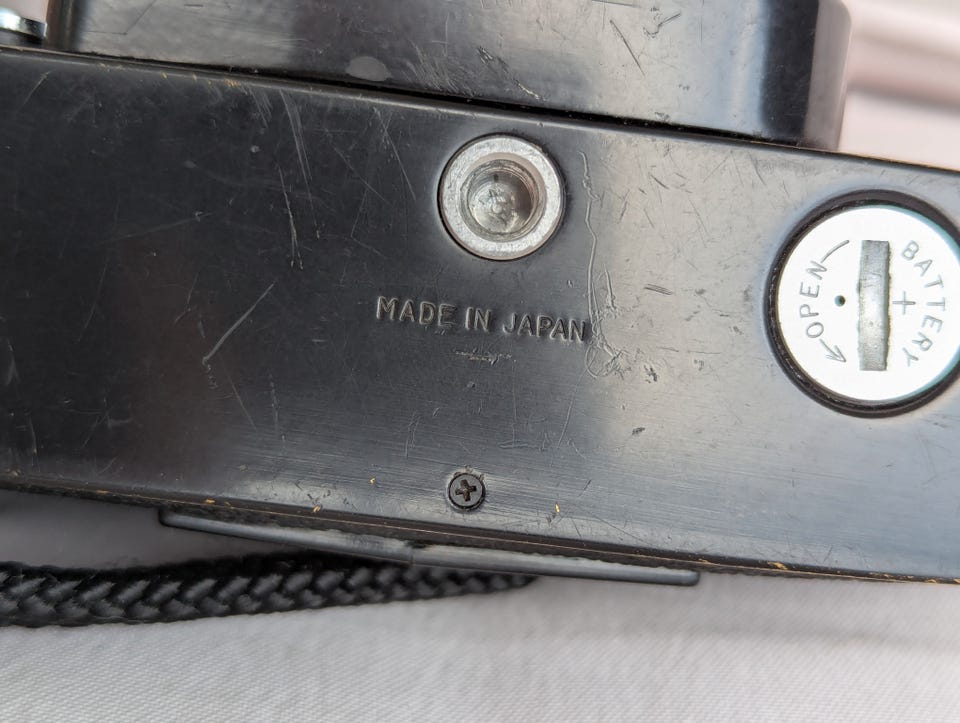 MADE IN JAPAN
OPEN
BATTERY
+